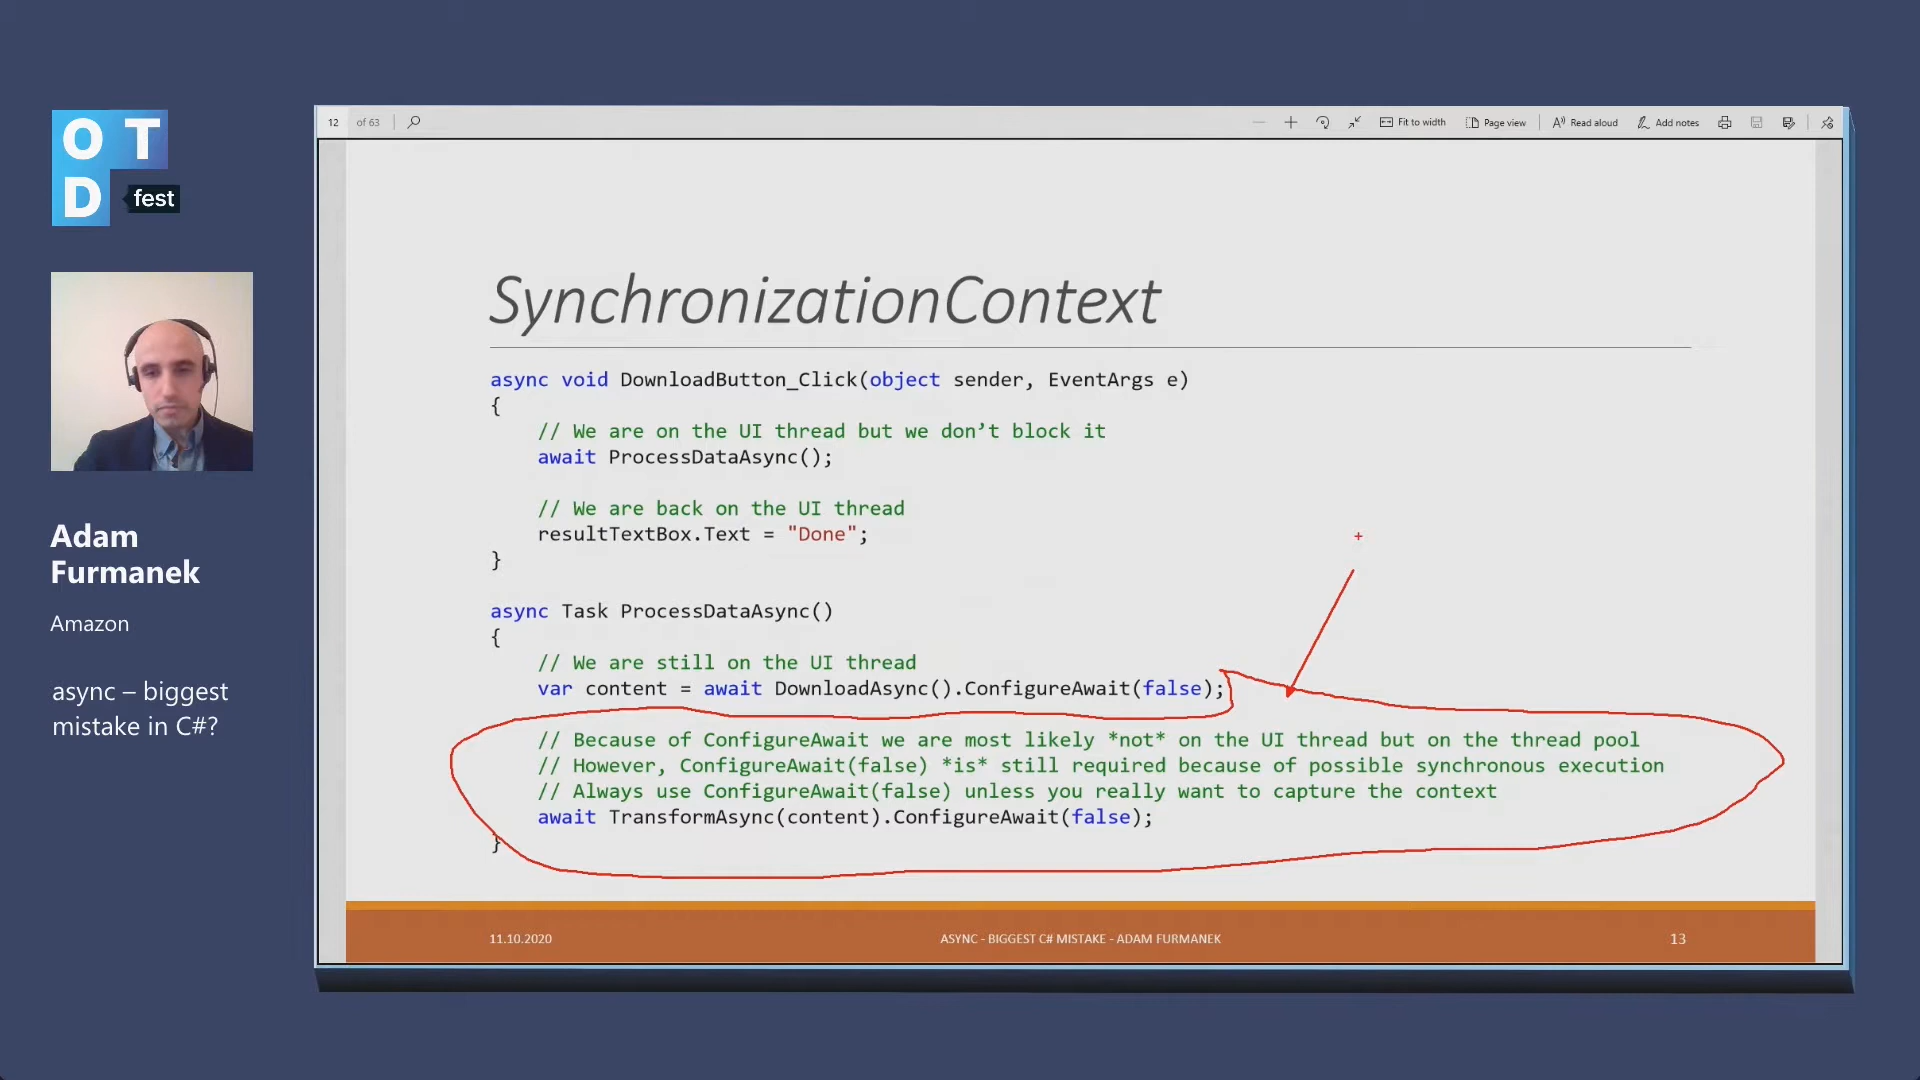 O T
D fest
Adam
Furmanek
Amazon
async – biggest
mistake in C#?
12 of 63 Fit to width Page view Read aloud Add notes
SynchronizationContext
async void DownloadButton_Click(object sender, EventArgs e)
{
// We are on the UI thread but we don’t block it
await ProcessDataAsync();
// We are back on the UI thread
resultTextBox.Text = "Done";
}
async Task ProcessDataAsync()
{
// We are still on the UI thread
var content = await DownloadAsync().ConfigureAwait(false);
// Because of ConfigureAwait we are most likely *not* on the UI thread but on the thread pool
// However, ConfigureAwait(false) *is* still required because of possible synchronous execution
// Always use ConfigureAwait(false) unless you really want to capture the context
await TransformAsync(content).ConfigureAwait(false);
}
11.10.2020 ASYNC - BIGGEST C# MISTAKE - ADAM FURMANEK 13